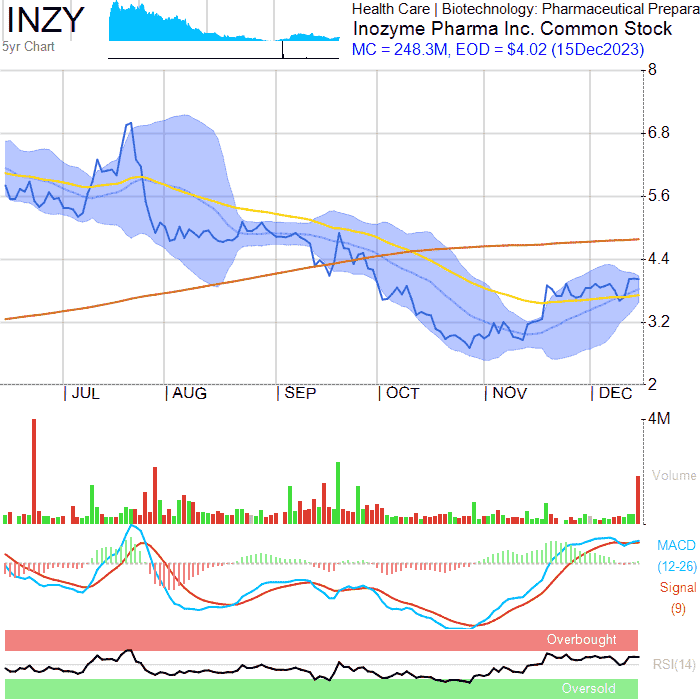 INZY
5yr Chart
Health Care | Biotechnology: Pharmaceutical Prepara
Inozyme Pharma Inc. Common Stock
MC = 248.3M, EOD = $4.02 (15Dec2023)
8
6.8
5.6
4.4
3.2
2
JUL AUG SEP OCT NOV DEC
4M
Volume
MACD
(12-26)
Signal
(9)
Overbought
RSI(14)
Oversold